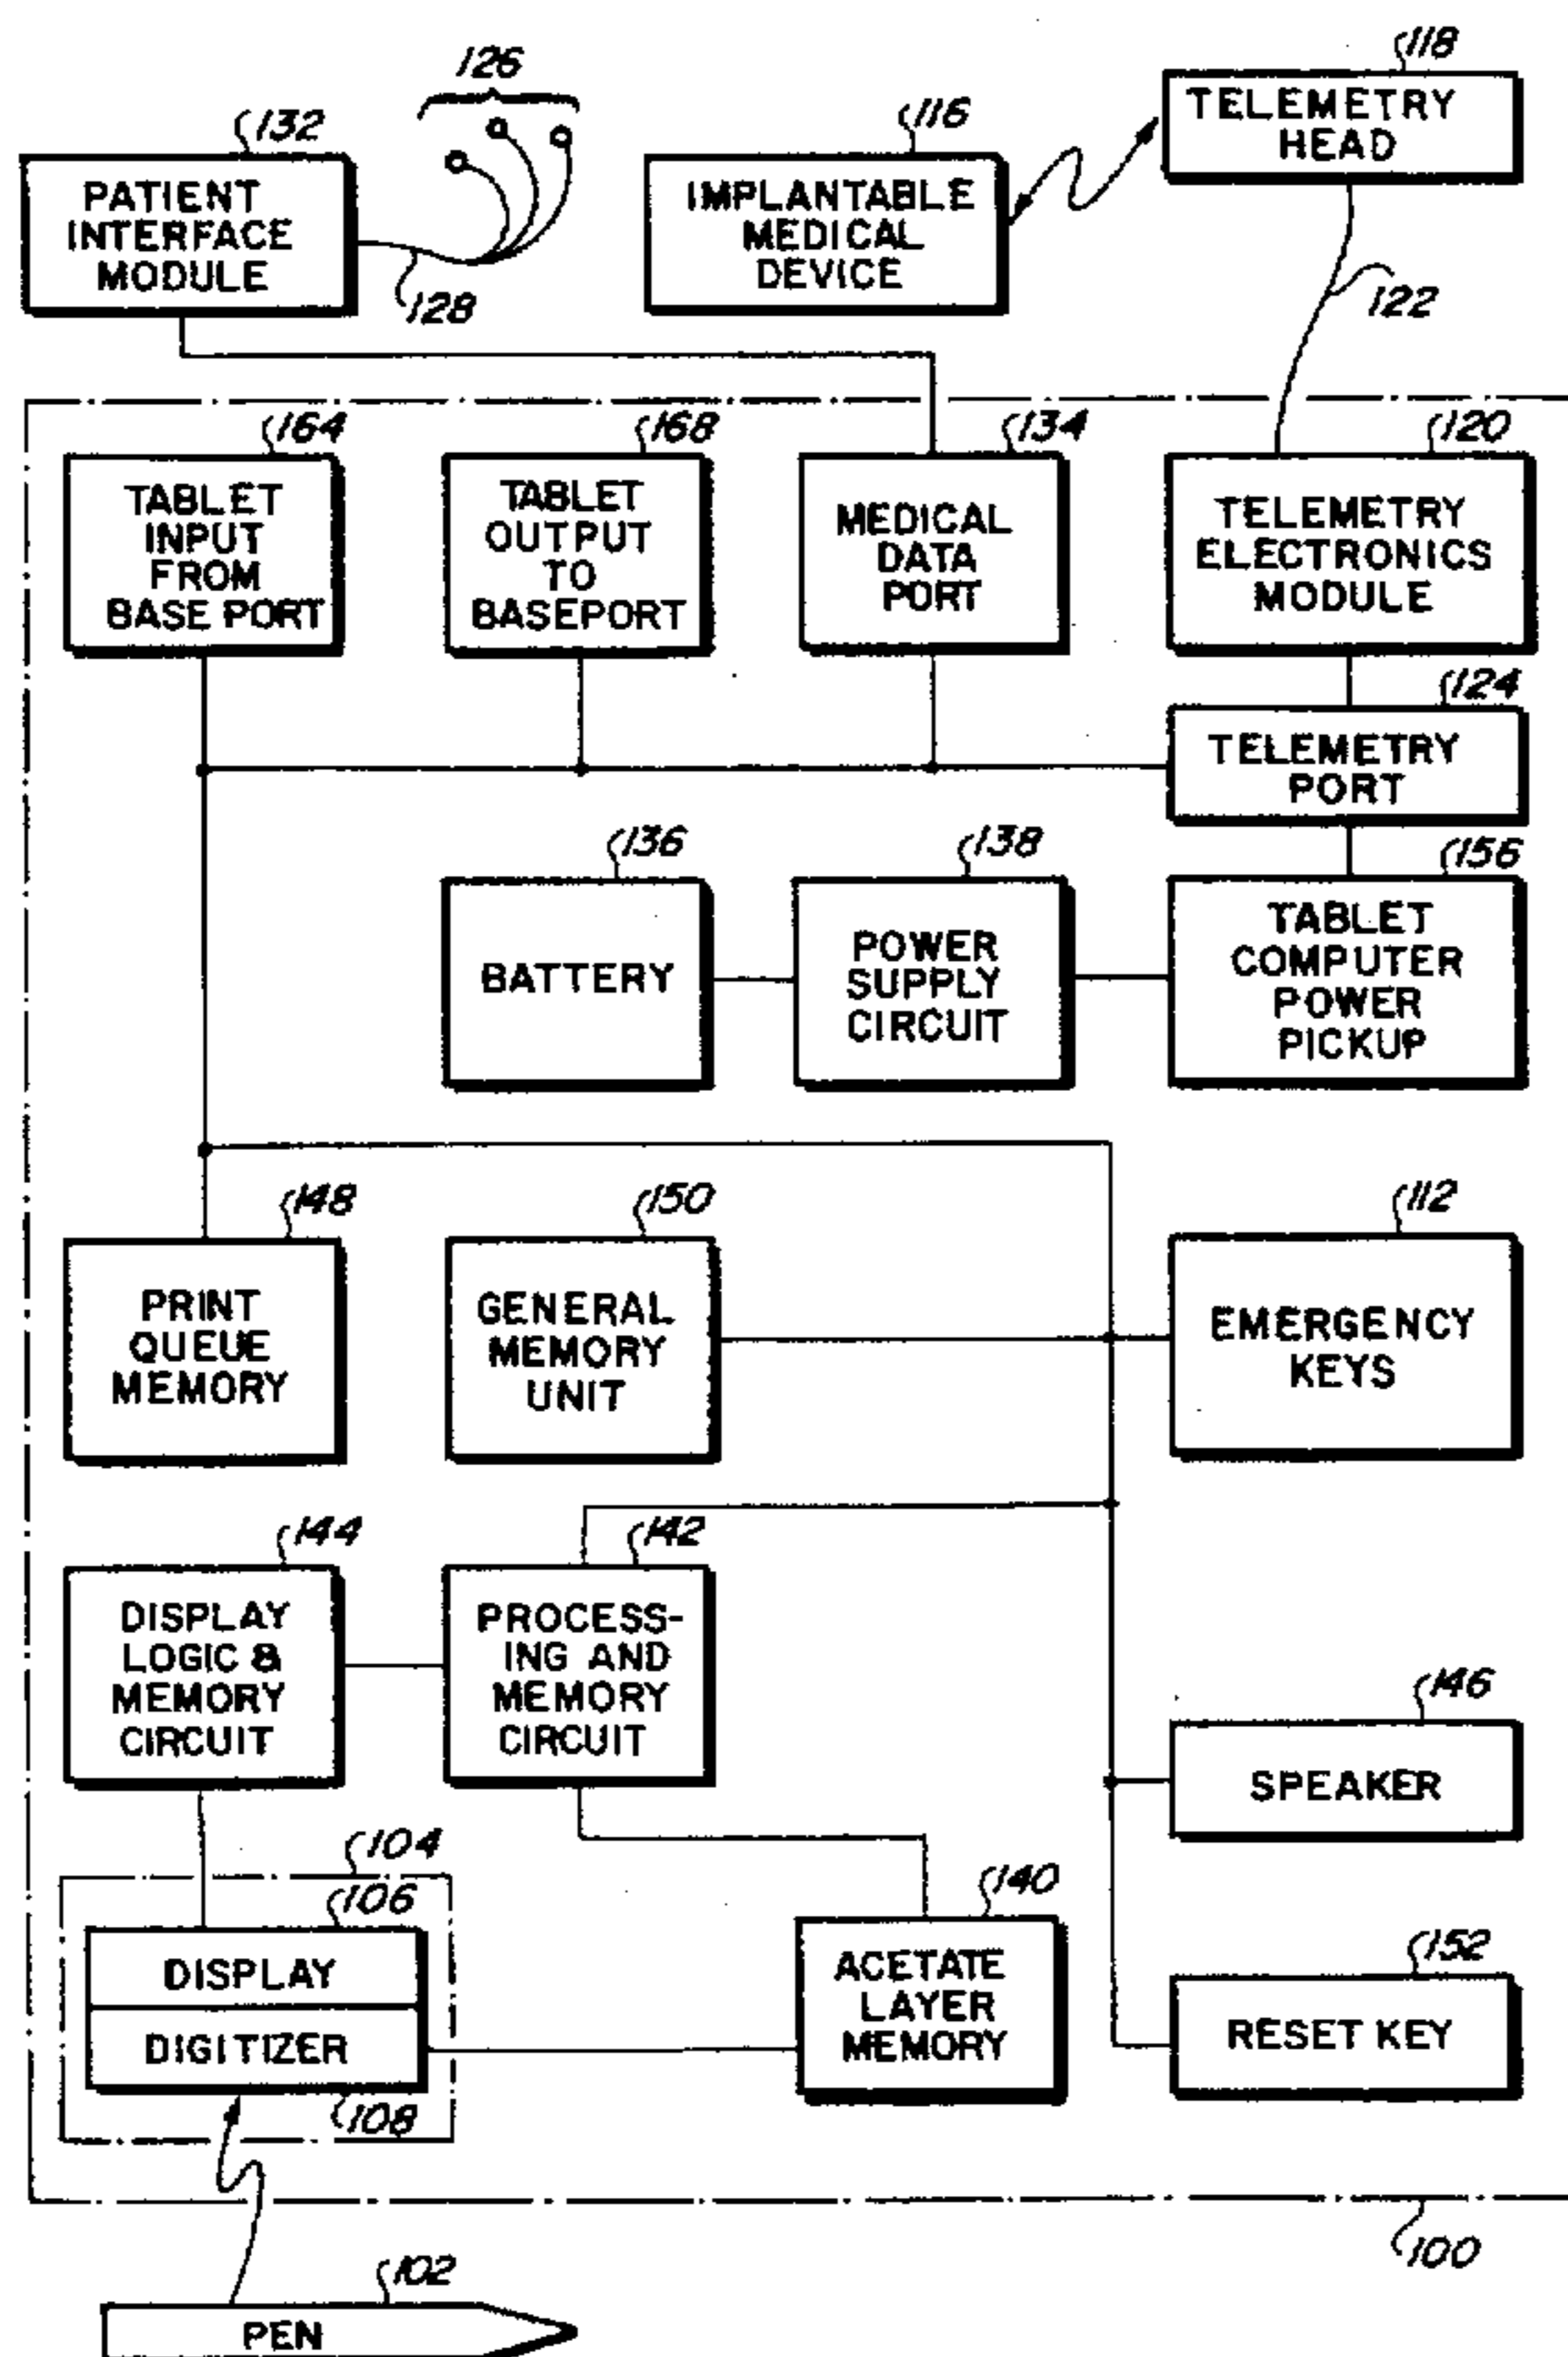 126
118
TELEMETRY
HEAD
132
PATIENT
INTERFACE
MODULE
128
116
IMPLANTABLE
MEDICAL
DEVICE
122
164
TABLET
INPUT
FROM
BASE PORT
168
TABLET
OUTPUT
TO
BASEPORT
134
MEDICAL
DATA
PORT
120
TELEMETRY
ELECTRONICS
MODULE
124
TELEMETRY
PORT
136
BATTERY
138
POWER
SUPPLY
CIRCUIT
156
TABLET
COMPUTER
POWER
PICKUP
148
PRINT
QUEUE
MEMORY
150
GENERAL
MEMORY
UNIT
112
EMERGENCY
KEYS
144
DISPLAY
LOGIC &
MEMORY
CIRCUIT
142
PROCESS-
ING AND
MEMORY
CIRCUIT
146
SPEAKER
104
106
DISPLAY
DIGITIZER
108
140
ACETATE
LAYER
MEMORY
152
RESET KEY
100
102
PEN